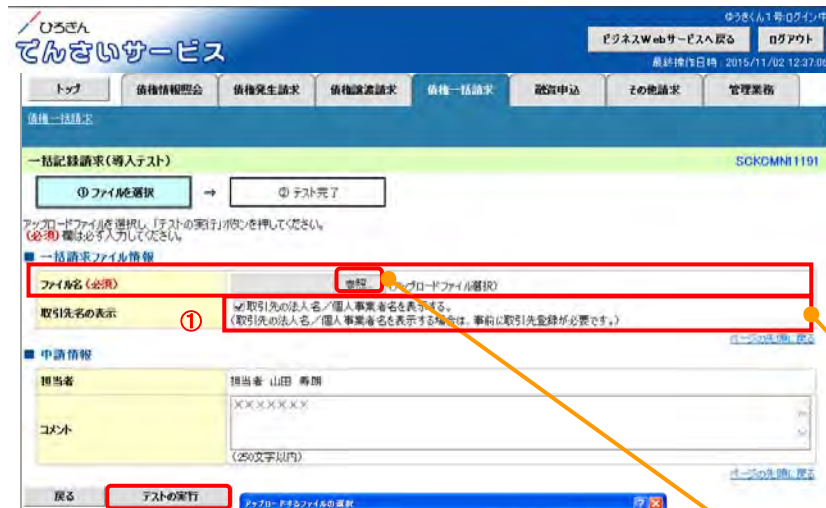 ゆうきくん1号:ログイン中
ひろぎん
でんさいサービス
ビジネスWebサービスへ戻る ログアウト
最終操作日時 2015/11/02 12:37:06
トップ 債権情報照会 債権発生請求 債権譲渡請求 債権一括請求 融資申込 その他請求 管理業務
債権一括請求
一括記録請求(導入テスト) SCKCMN11191
① ファイルを選択 → ② テスト完了
アップロードファイルを選択し、「テストの実行」ボタンを押してください。
(必須)欄は必ず入力してください。
■ 一括請求ファイル情報
ファイル名(必須) 参照... (アップロードファイル選択)
取引先名の表示 ① 取引先の法人名/個人事業者名を表示する。
(取引先の法人名/個人事業者名を表示する場合は、事前に取引先登録が必要です。)
ページの先頭に戻る
■ 申請情報
担当者 担当者 山田
コメント ××××××××
(250文字以内)
ページの先頭に戻る
戻る テストの実行
アップロードするファイルの選択